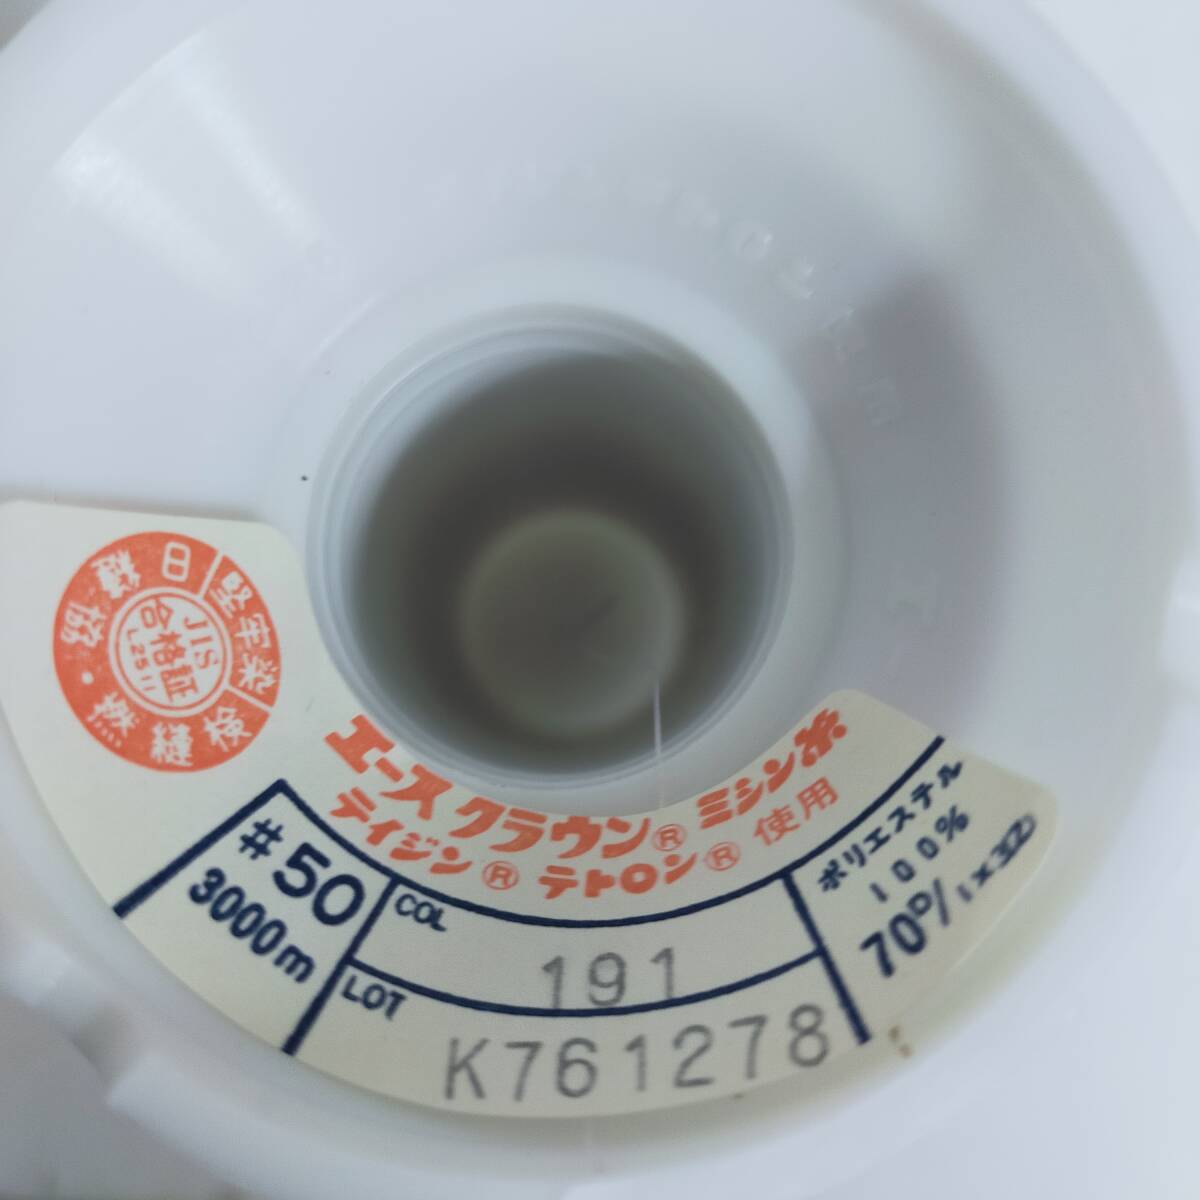 日縫協・撚縫検
堅牢染
JIS
合格証
L2511
エースクラウン® ミシン糸
テイジン® テトロン® 使用
#50
3000m
COL
191
LOT
K761278
ポリエステル
100%
70D/1×3